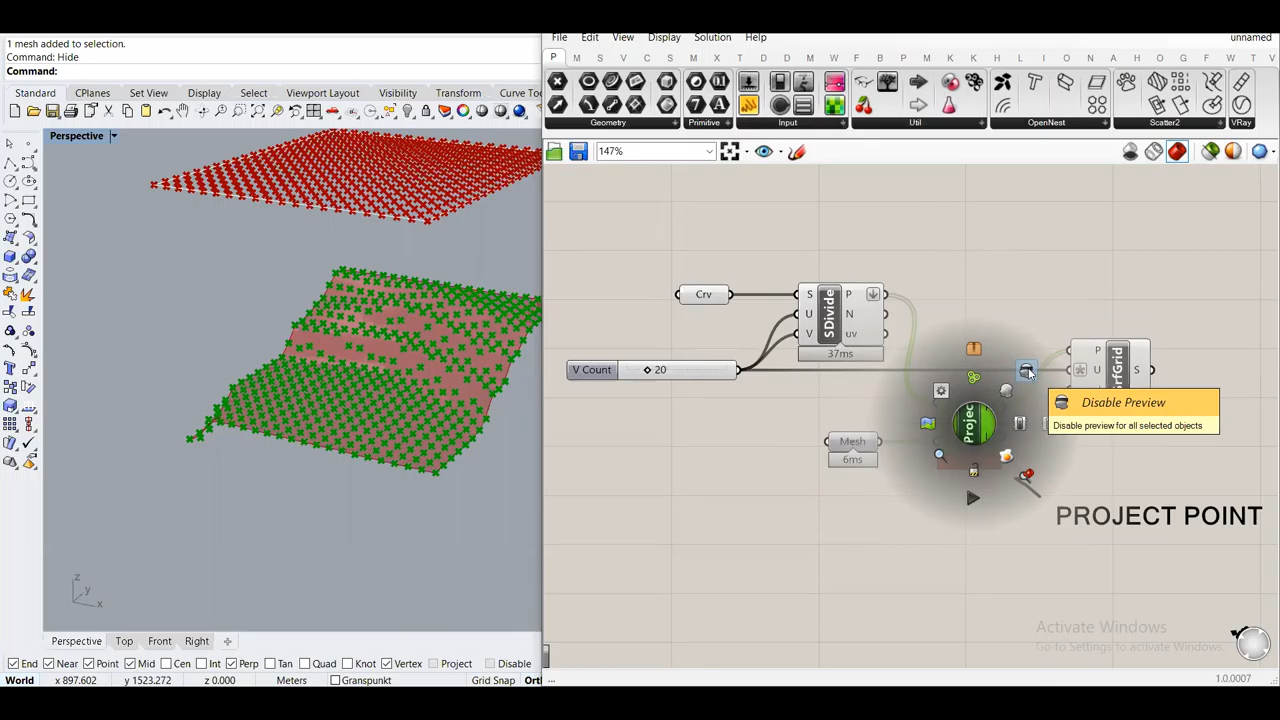 1 mesh added to selection.
Command: Hide
Command:
Standard CPlanes Set View Display Select Viewport Layout Visibility Transform Curve Too
Perspective
Perspective Top Front Right
End Near Point Mid Cen Int Perp Tan Quad Knot Vertex Project Disable
World x 897.602 y 1523.272 z 0.000 Meters Granspunkt Grid Snap Ort
File Edit View Display Solution Help unnamed
P M S V C S M X T D D M K K L L O A D G S F F E B V
Geometry Primitive Input Util OpenNest Scatter2 VRay
147%
Crv
S U V SDivide P N uv
37ms
V Count 20
P U SrfGrid S
Projec
Disable Preview
Disable preview for all selected objects
Mesh
6ms
PROJECT POINT
Activate Windows
Go to Settings to activate Windows.
1.0.0007
z
y
x